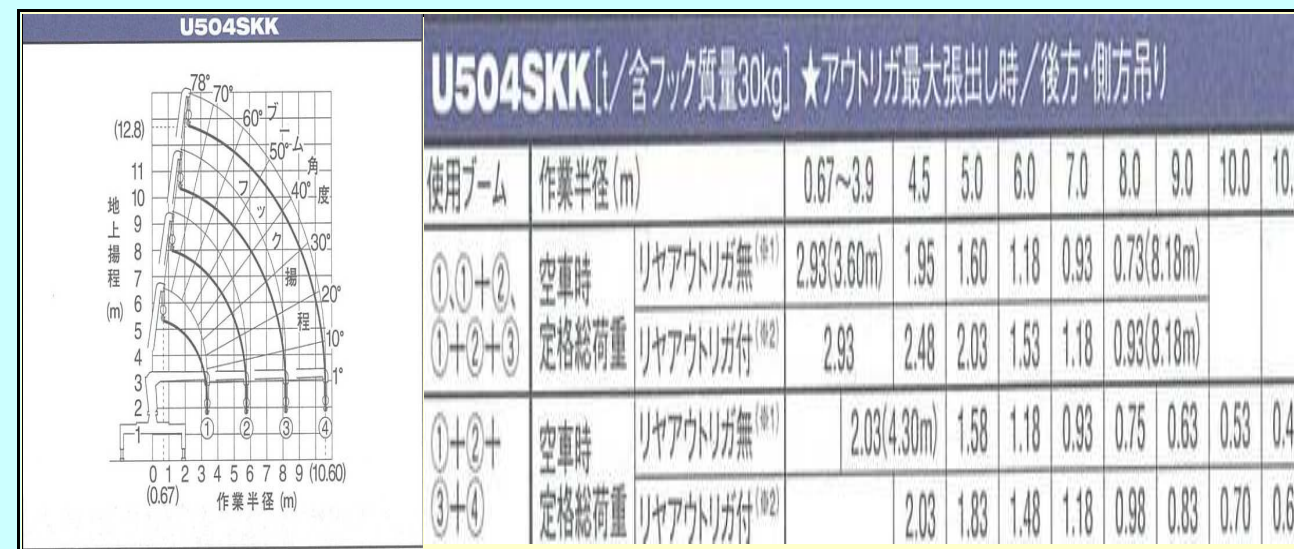 U504SKK
78°
70°
60°
50°
40°
30°
20°
10°
1°
ブーム角度
フック揚程
(12.8)
11
10
9
8
7
6
5
4
3
2
1
地上揚程
(m)
① ② ③ ④
0 1 2 3 4 5 6 7 8 9 (10.60)
(0.67)
作業半径 (m)
U504SKK [t/含フック質量30kg] ★アウトリガ最大張出し時/後方・側方吊り
使用ブーム 作業半径(m) 0.67~3.9 4.5 5.0 6.0 7.0 8.0 9.0 10.0 10.
①、①+②、
①+②+③
空車時
定格総荷重
リヤアウトリガ無(※1) 2.93(3.60m) 1.95 1.60 1.18 0.93 0.73(8.18m)
リヤアウトリガ付(※2) 2.93 2.48 2.03 1.53 1.18 0.93(8.18m)
①+②+
③+④
空車時
定格総荷重
リヤアウトリガ無(※1) 2.03(4.30m) 1.58 1.18 0.93 0.75 0.63 0.53 0.4
リヤアウトリガ付(※2) 2.03 1.83 1.48 1.18 0.98 0.83 0.70 0.6